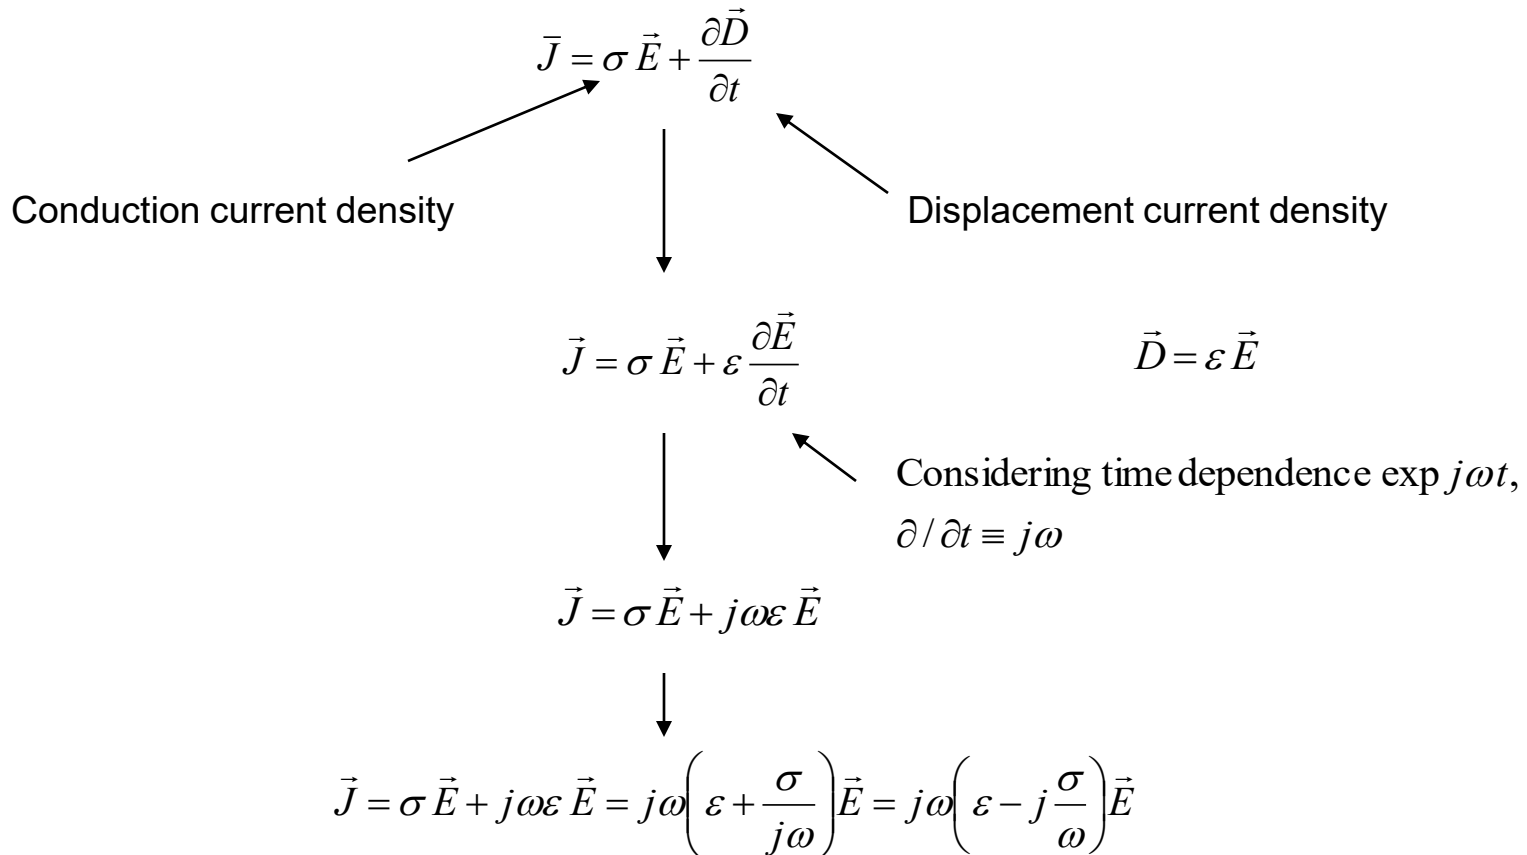 J̄ = σ E⃗ + ∂D⃗/∂t
Conduction current density
Displacement current density
J⃗ = σ E⃗ + ε ∂E⃗/∂t
D⃗ = ε E⃗
Considering time dependence exp jωt,
∂ / ∂t ≡ jω
J⃗ = σ E⃗ + jωε E⃗
J⃗ = σ E⃗ + jωε E⃗ = jω(ε + σ/jω)E⃗ = jω(ε − j σ/ω)E⃗